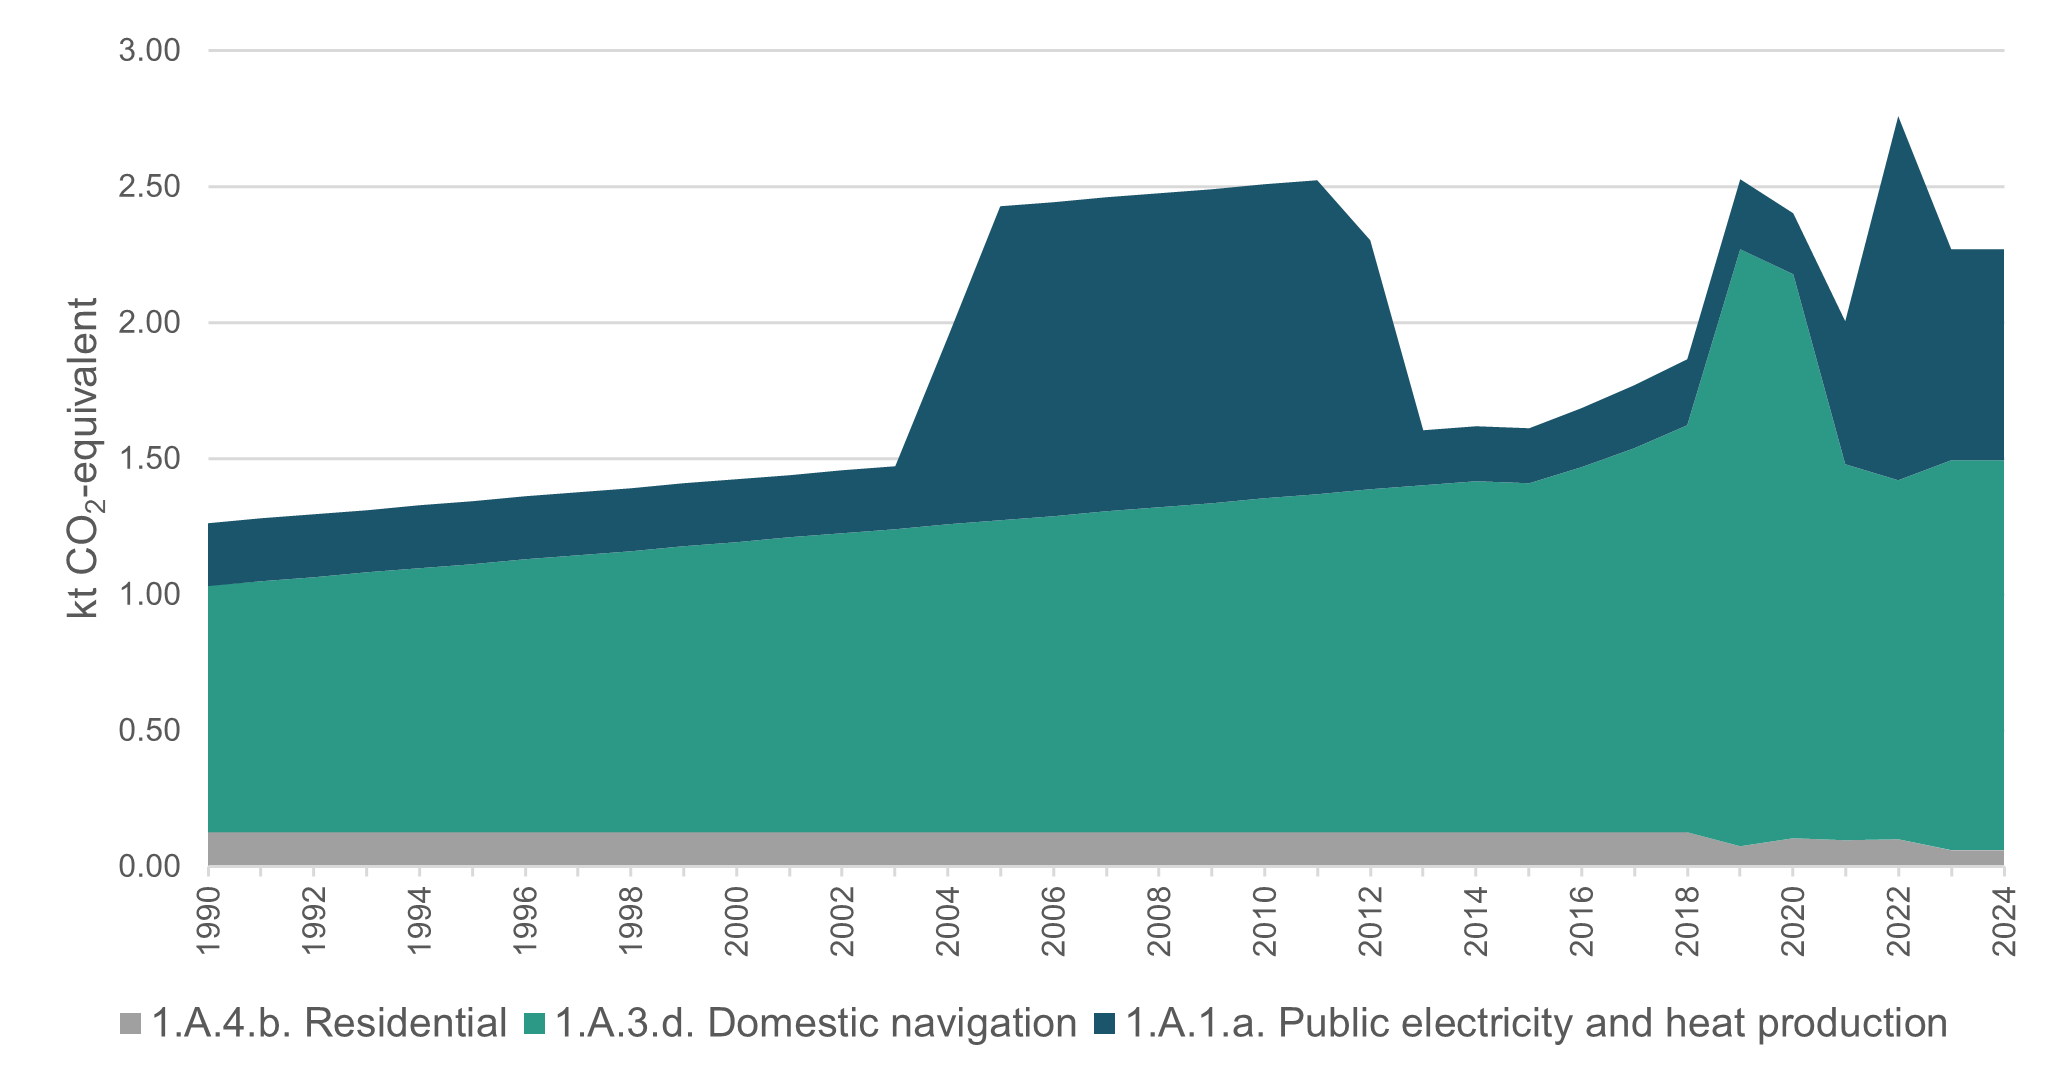 3.00
2.50
2.00
1.50
1.00
0.50
0.00
kt CO₂-equivalent
1990 1992 1994 1996 1998 2000 2002 2004 2006 2008 2010 2012 2014 2016 2018 2020 2022 2024
1.A.4.b. Residential 1.A.3.d. Domestic navigation 1.A.1.a. Public electricity and heat production